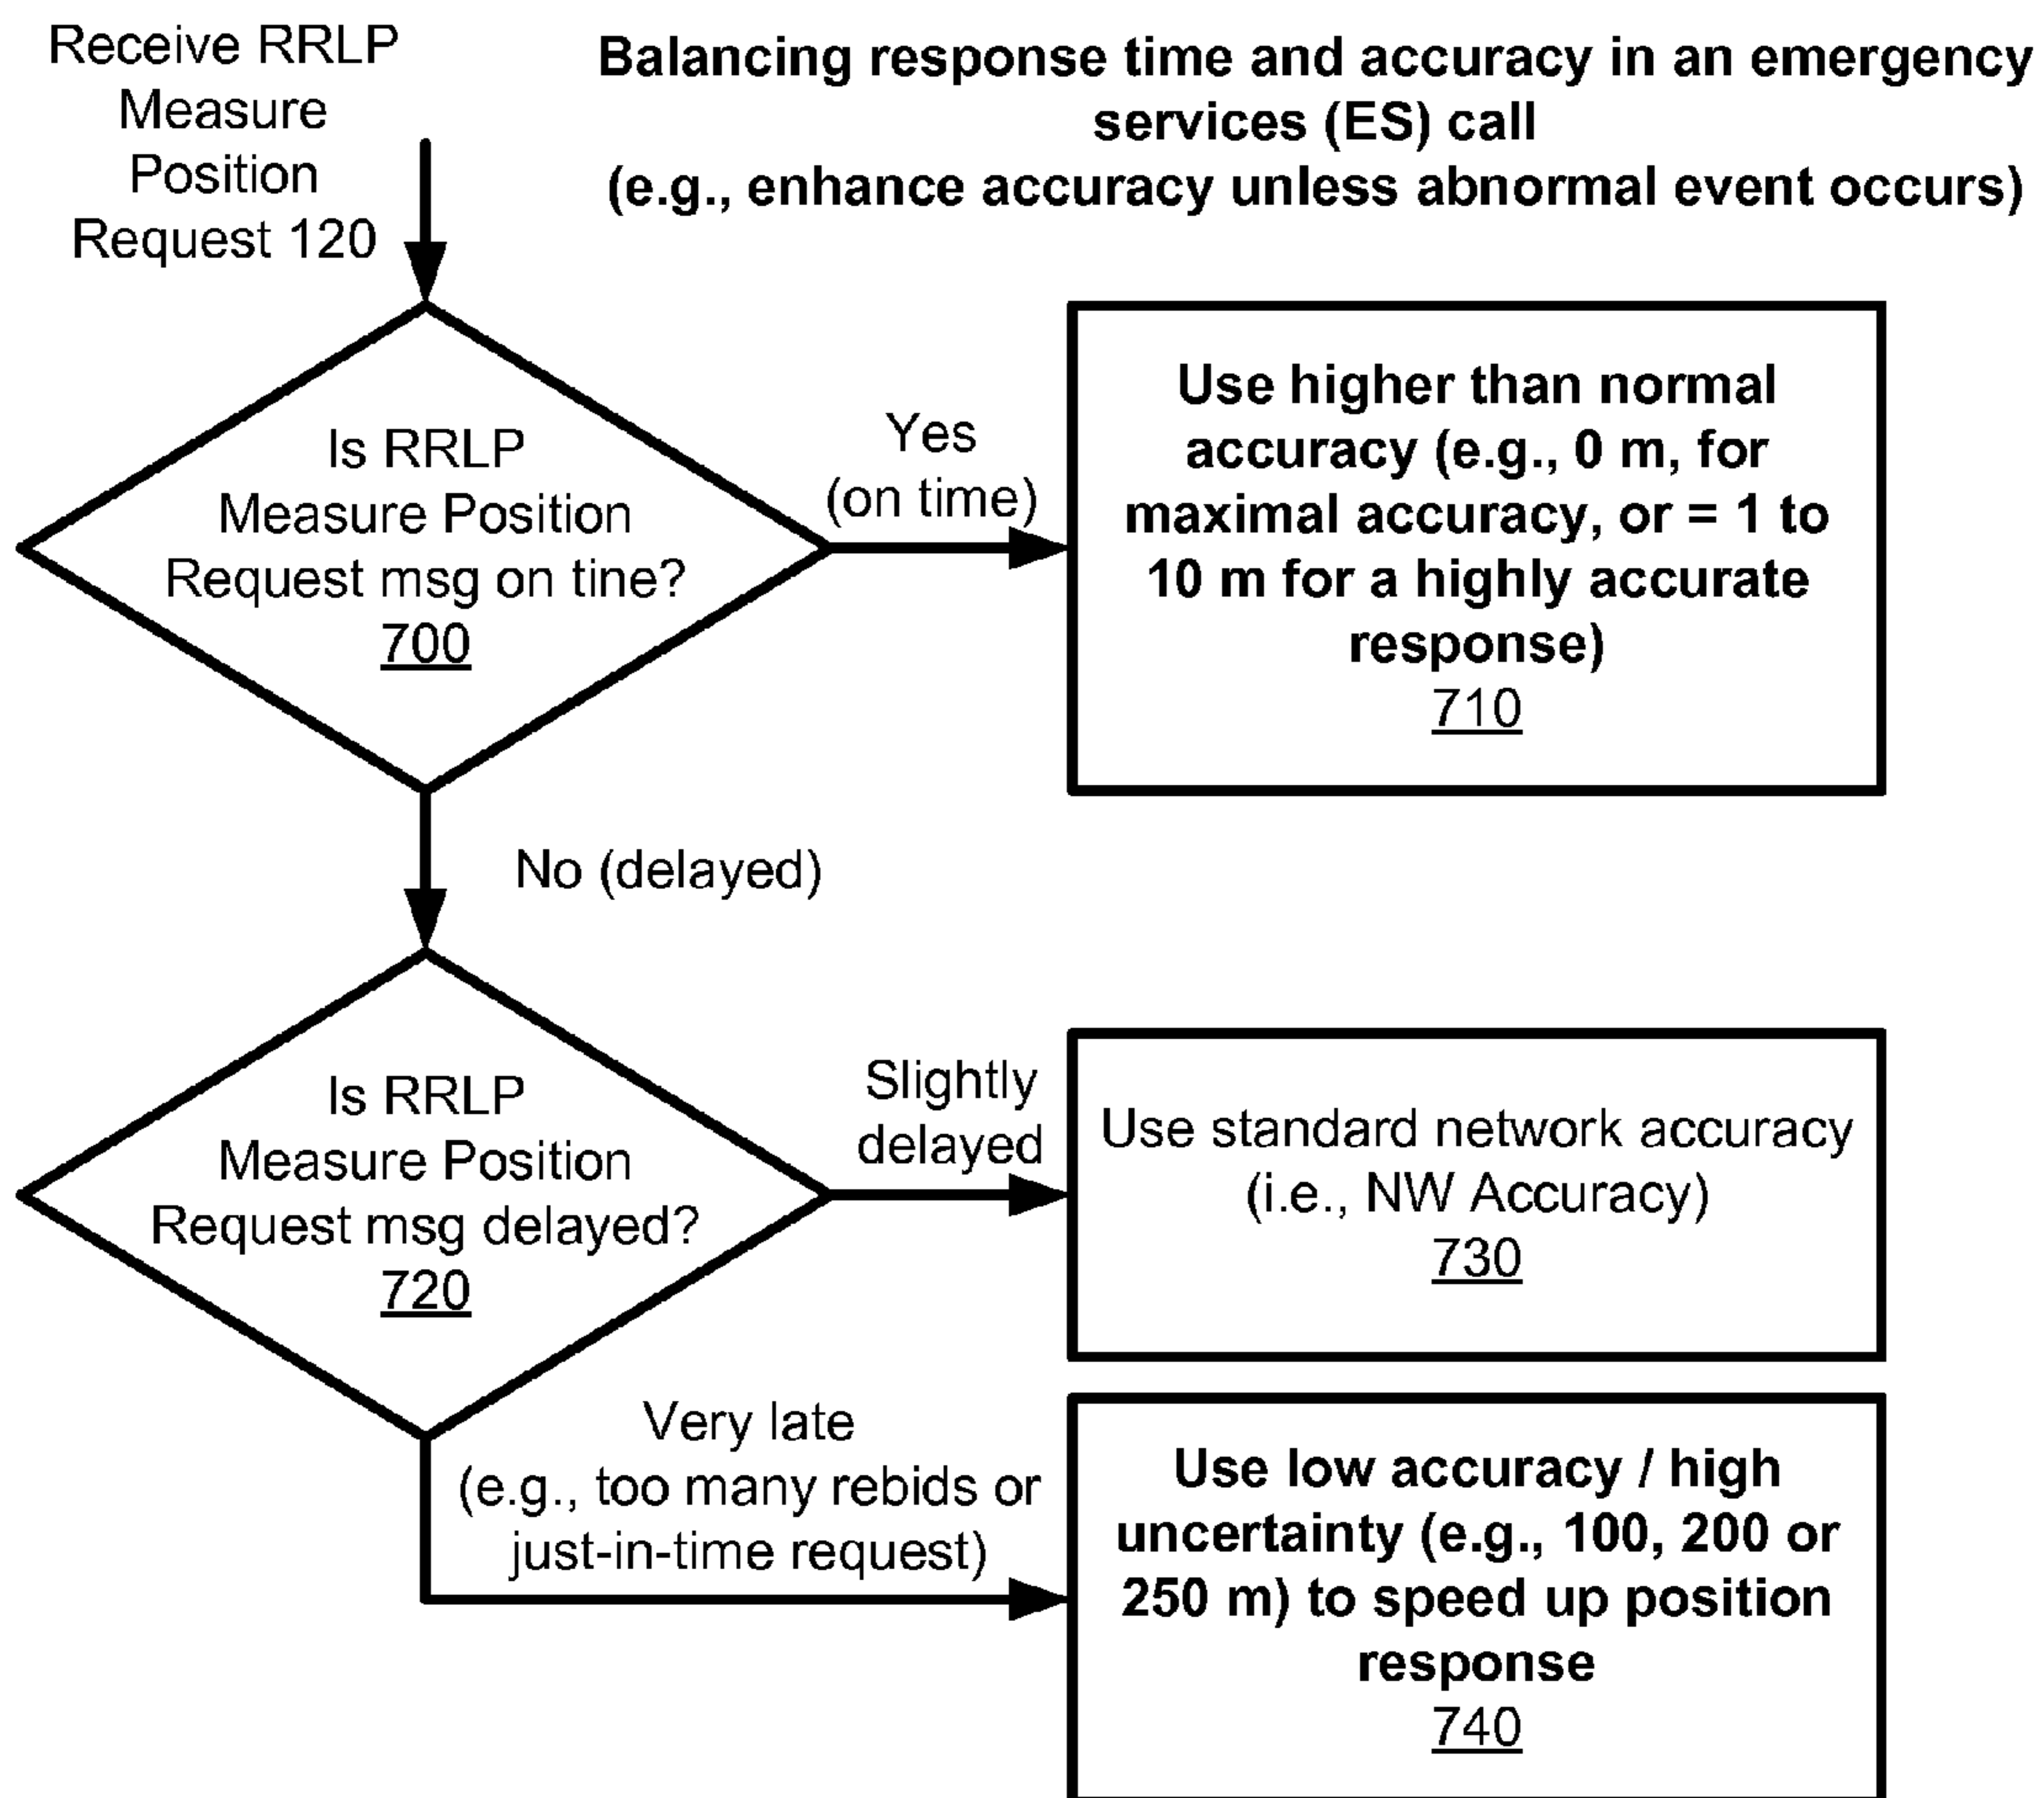 Receive RRLP
Measure
Position
Request 120
Balancing response time and accuracy in an emergency
services (ES) call
(e.g., enhance accuracy unless abnormal event occurs)
Is RRLP
Measure Position
Request msg on tine?
700
Yes
(on time)
Use higher than normal
accuracy (e.g., 0 m, for
maximal accuracy, or = 1 to
10 m for a highly accurate
response)
710
No (delayed)
Is RRLP
Measure Position
Request msg delayed?
720
Slightly
delayed
Use standard network accuracy
(i.e., NW Accuracy)
730
Very late
(e.g., too many rebids or
just-in-time request)
Use low accuracy / high
uncertainty (e.g., 100, 200 or
250 m) to speed up position
response
740